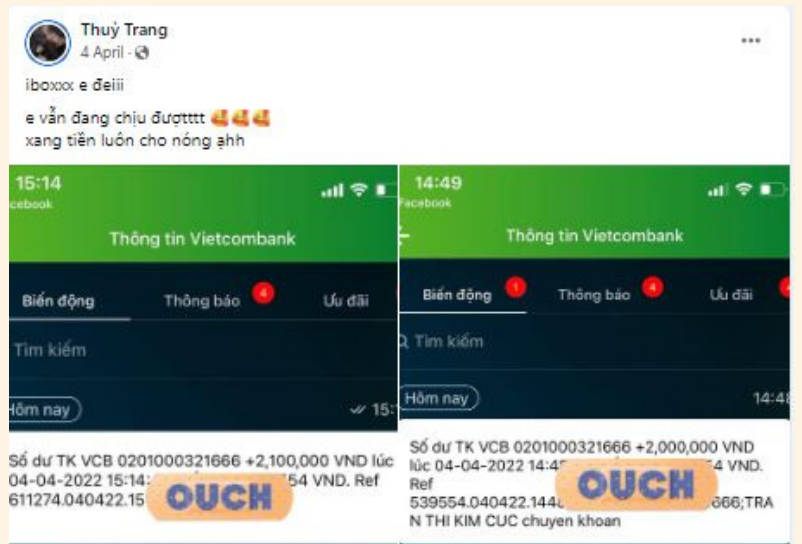 Thuỳ Trang
4 April
iboxxx e đeiii
e vẫn đang chịu đượtttt
xang tiền luôn cho nóng ạhh
15:14
cebook
Thông tin Vietcombank
Biến động
Thông báo 4
Ưu đãi
Tìm kiếm
Hôm nay
15:1
Số dư TK VCB 0201000321666 +2,100,000 VND lúc
04-04-2022 15:14: 54 VND. Ref
611274.040422.15
OUCH
14:49
Facebook
Thông tin Vietcombank
Biến động 1
Thông báo 4
Ưu đãi
Tìm kiếm
Hôm nay
14:48
Số dư TK VCB 0201000321666 +2,000,000 VND
lúc 04-04-2022 14:48 54 VND.
Ref
539554.040422.1448 666;TRA
N THI KIM CUC chuyen khoan
OUCH